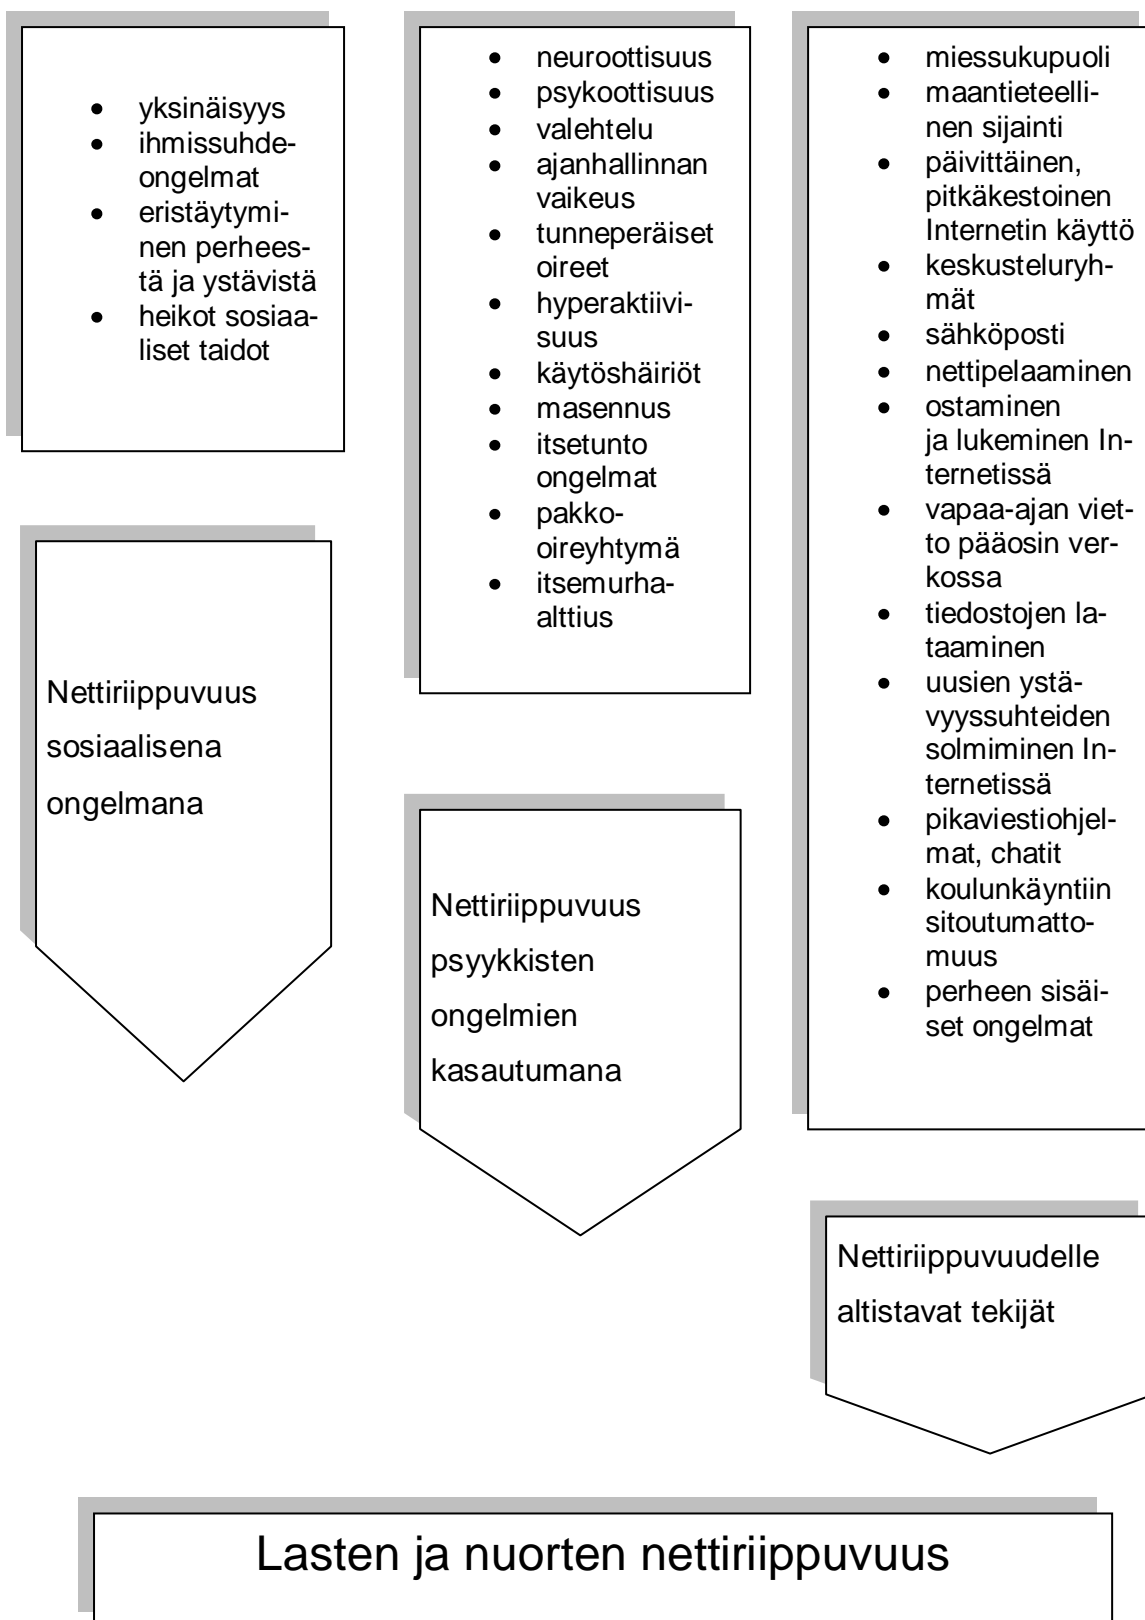 • yksinäisyys
• ihmissuhde-
ongelmat
• eristäytymi-
nen perhees-
tä ja ystävistä
• heikot sosiaa-
liset taidot
Nettiriippuvuus
sosiaalisena
ongelmana
• neuroottisuus
• psykoottisuus
• valehtelu
• ajanhallinnan
vaikeus
• tunneperäiset
oireet
• hyperaktiivi-
suus
• käytöshäiriöt
• masennus
• itsetunto
ongelmat
• pakko-
oireyhtymä
• itsemurha-
alttius
Nettiriippuvuus
psyykkisten
ongelmien
kasautumana
• miessukupuoli
• maantieteelli-
nen sijainti
• päivittäinen,
pitkäkestoinen
Internetin käyttö
• keskusteluryh-
mät
• sähköposti
• nettipelaaminen
• ostaminen
ja lukeminen In-
ternetissä
• vapaa-ajan viet-
to pääosin ver-
kossa
• tiedostojen la-
taaminen
• uusien ystä-
vyyssuhteiden
solmiminen In-
ternetissä
• pikaviestiohjel-
mat, chatit
• koulunkäyntiin
sitoutumatto-
muus
• perheen sisäi-
set ongelmat
Nettiriippuvuudelle
altistavat tekijät
Lasten ja nuorten nettiriippuvuus